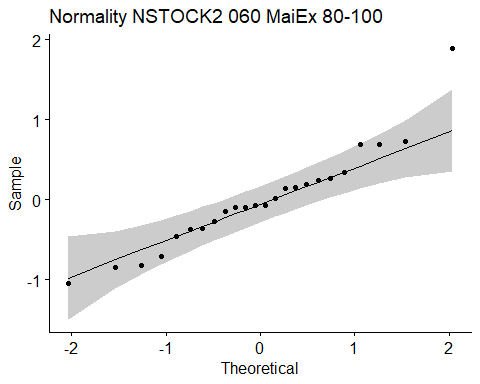 Normality NSTOCK2 060 MaiEx 80-100
2
1
0
-1
Sample
-2 -1 0 1 2
Theoretical